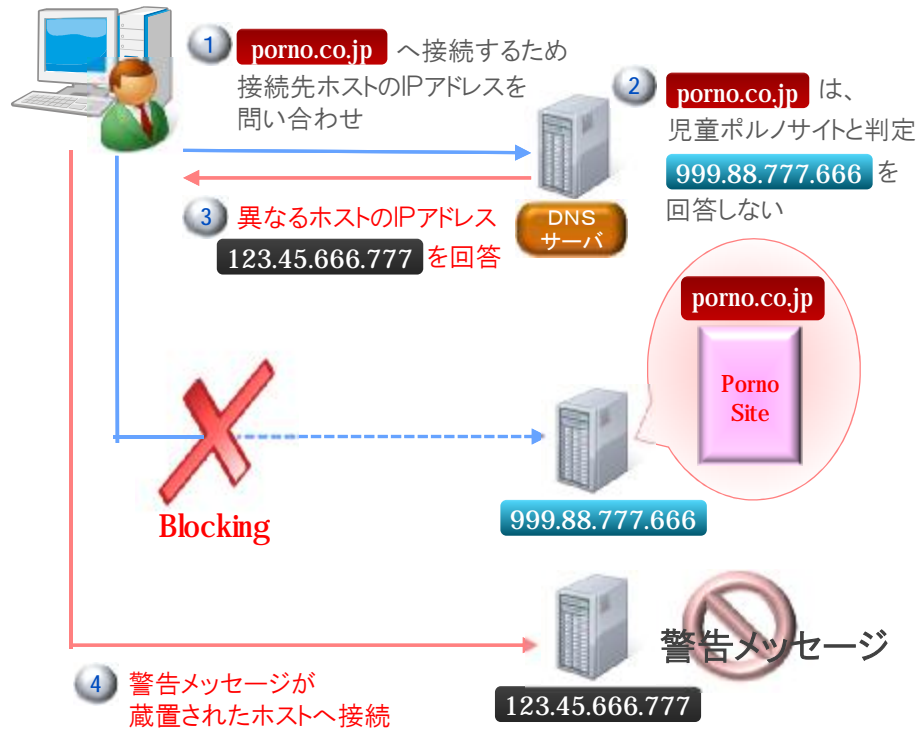 1 porno.co.jp へ接続するため
接続先ホストのIPアドレスを
問い合わせ
2 porno.co.jp は、
児童ポルノサイトと判定
999.88.777.666 を
回答しない
DNS
サーバ
3 異なるホストのIPアドレス
123.45.666.777 を回答
porno.co.jp
Porno
Site
Blocking
999.88.777.666
警告メッセージ
123.45.666.777
4 警告メッセージが
蔵置されたホストへ接続